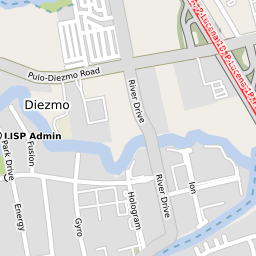 Pulo-Diezmo Road
River Drive
Diezmo
LISP Admin
Park Drive
Fusion
Energy
Gyro
Hologram
River Drive
Ion